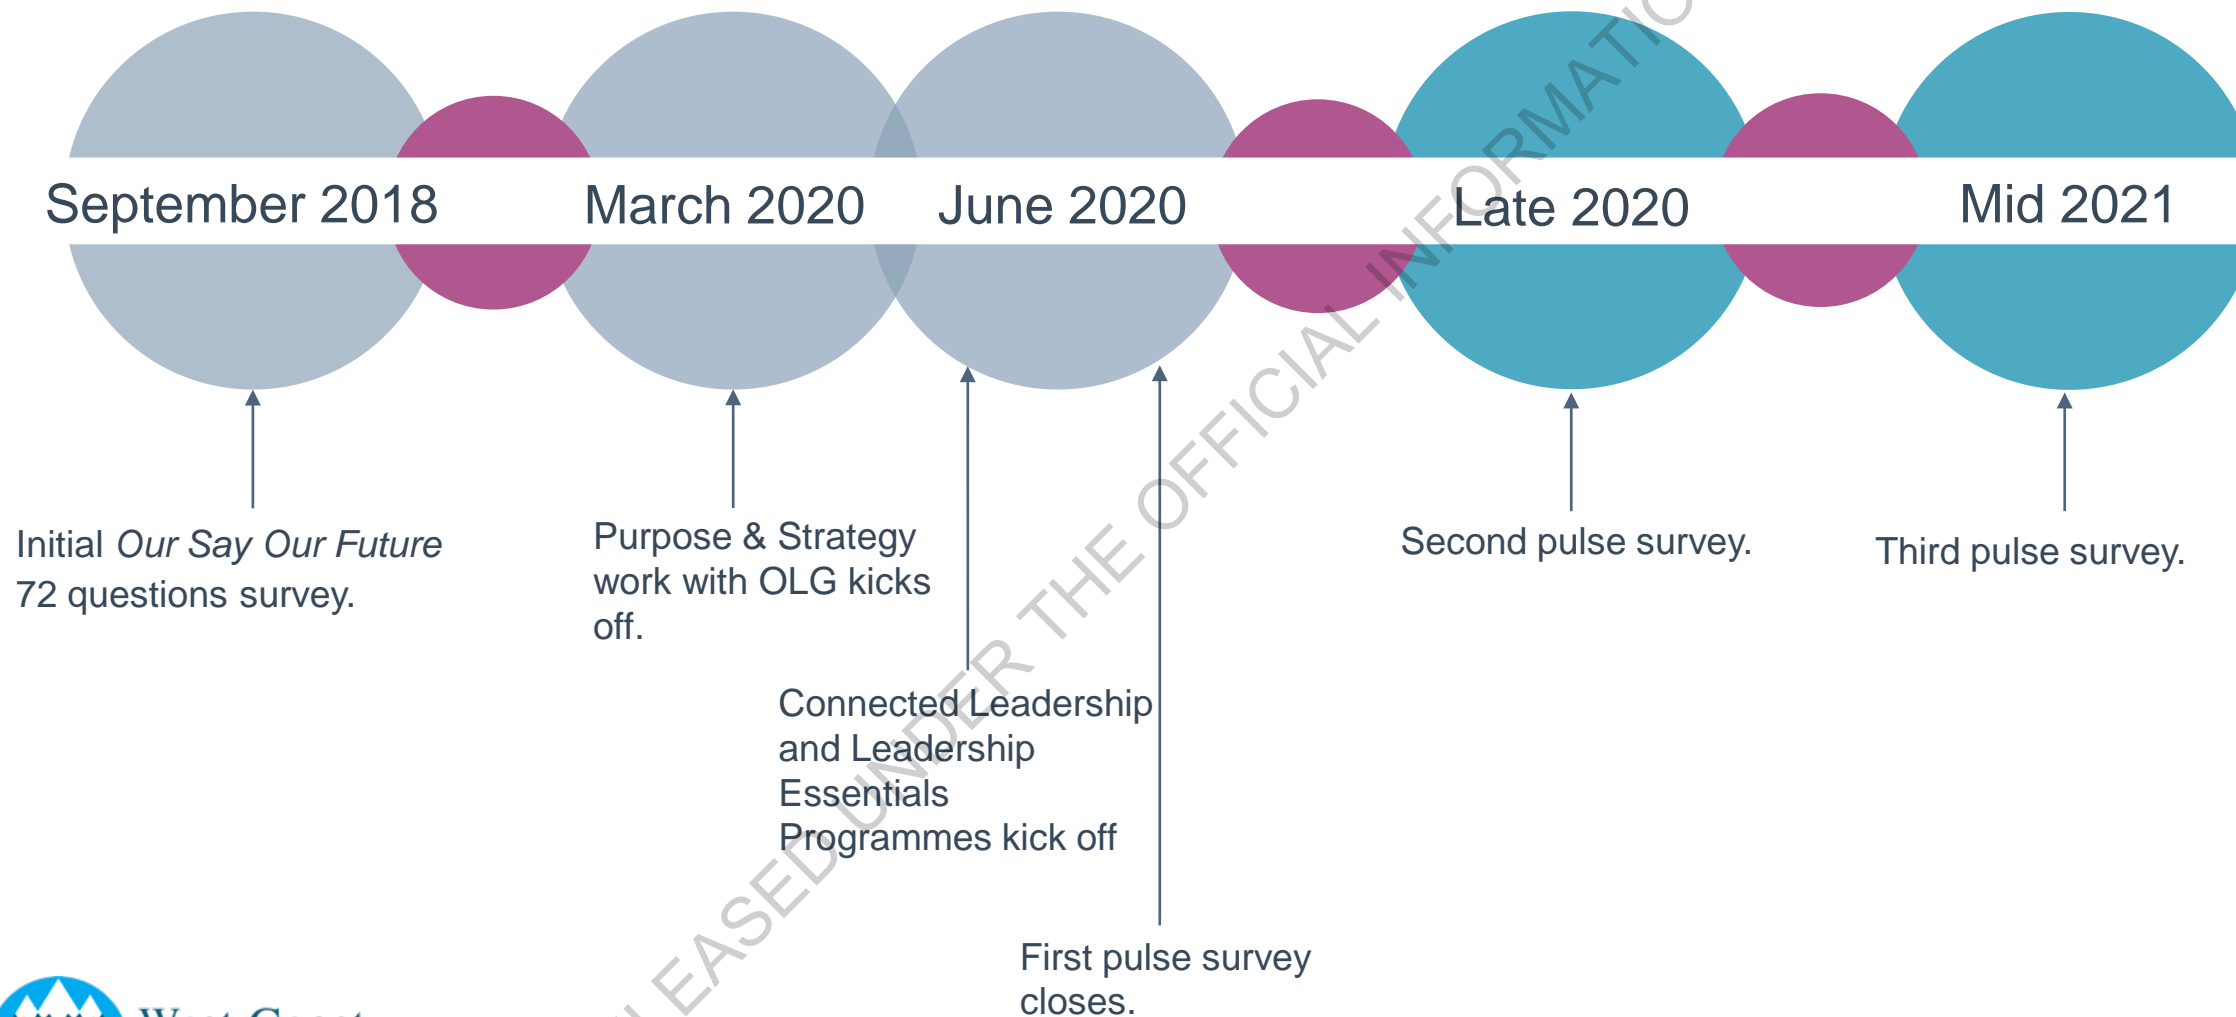 September 2018
March 2020
June 2020
Late 2020
Mid 2021
Initial Our Say Our Future
72 questions survey.
Purpose & Strategy
work with OLG kicks
off.
Connected Leadership
and Leadership
Essentials
Programmes kick off
First pulse survey
closes.
Second pulse survey.
Third pulse survey.
EASED UNDER THE OFFICIAL INFORMATIO
West Coast